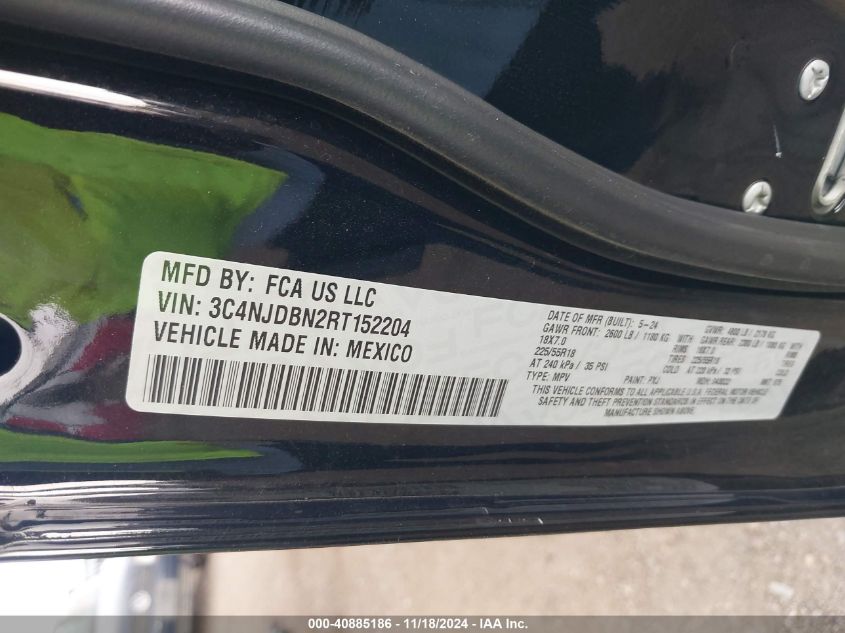 MFD BY: FCA US LLC
VIN: 3C4NJDBN2RT152204
VEHICLE MADE IN: MEXICO
DATE OF MFR (BUILT): 5-24
GAWR FRONT: 2600 LB / 1180 KG WITH
18X7.0
225/55R18
AT 240 kPa / 35 PSI
TYPE: MPV
PAINT: PXJ
THIS VEHICLE CONFORMS TO ALL APPLICABLE U.S.A. FEDERAL MOTOR VEHICLE
SAFETY AND THEFT PREVENTION STANDARDS IN EFFECT ON THE DATE OF
MANUFACTURE SHOWN ABOVE.
000-40885186 - 11/18/2024 - IAA Inc.